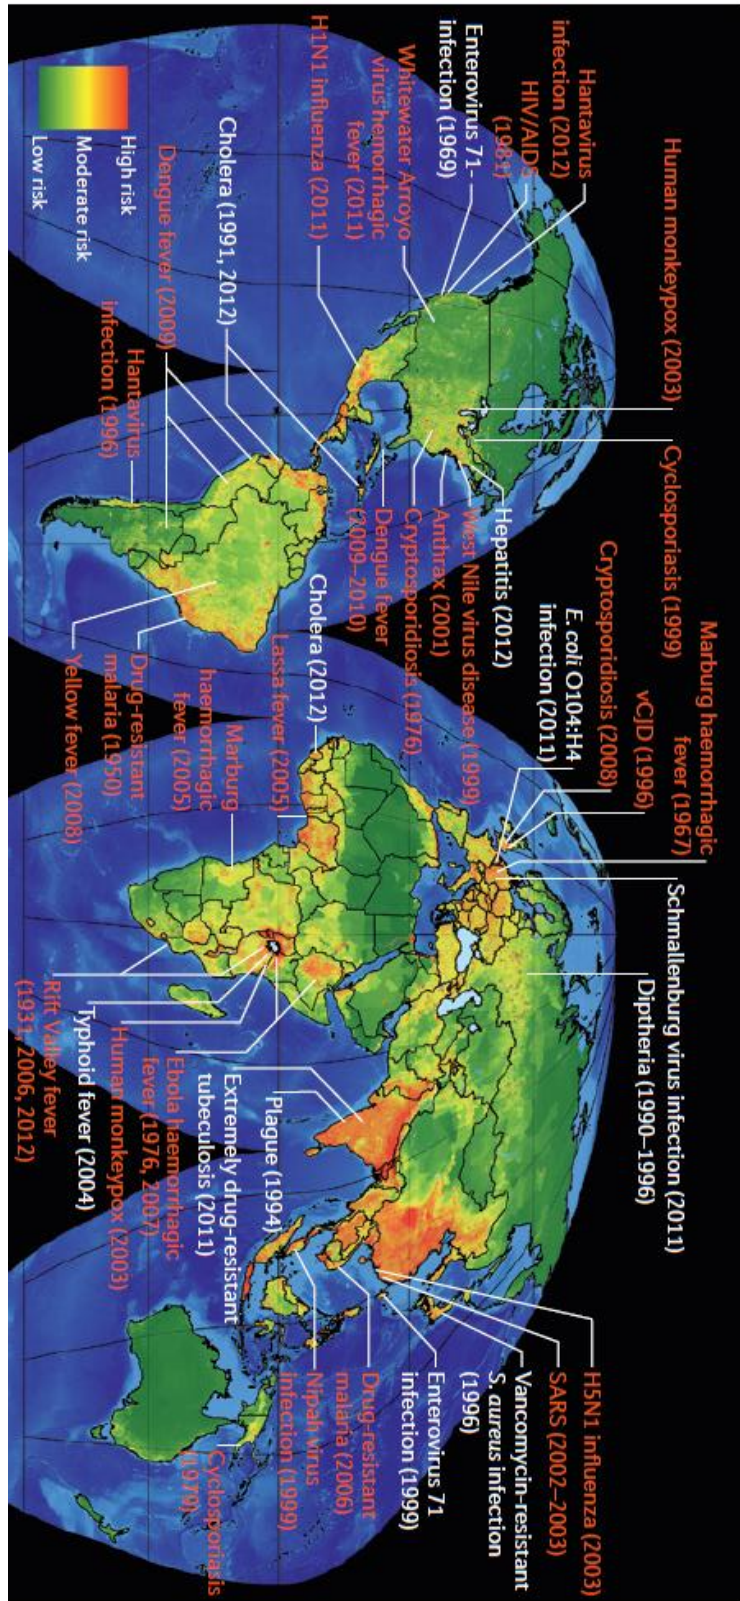 Human monkeypox (2003)
Hantavirus
infection (2012)
HIV/AIDS
(1981)
Enterovirus 71-
infection (1969)
Whitewater Arroyo
virus hemorrhagic
fever (2011)
H1N1 influenza (2011)
Cholera (1991, 2012)
Dengue fever (2009)
Hantavirus
infection (1996)
High risk
Moderate risk
Low risk
Cyclosporiasis (1999)
Hepatitis (2012)
West Nile virus disease (1999)
Anthrax (2001)
Cryptosporidiosis (1976)
Dengue fever
(2009–2010)
Marburg haemorrhagic
fever (1967)
vCJD (1996)
Cryptosporidiosis (2008)
E. coli O104:H4
infection (2011)
Cholera (2012)
Lassa fever (2005)
Marburg
haemorrhagic
fever (2005)
Drug-resistant
malaria (1950)
Yellow fever (2008)
Schmallenburg virus infection (2011)
Diptheria (1990–1996)
Plague (1994)
Extremely drug-resistant
tubeculosis (2011)
Ebola haemorrhagic
fever (1976, 2007)
Human monkeypox (2003)
Typhoid fever (2004)
Rift Valley fever
(1931, 2006, 2012)
H5N1 influenza (2003)
SARS (2002–2003)
Vancomycin-resistant
S. aureus infection
(1996)
Enterovirus 71
infection (1999)
Drug-resistant
malaria (2006)
Nipah virus
infection (1999)
Cyclosporiasis
(1979)